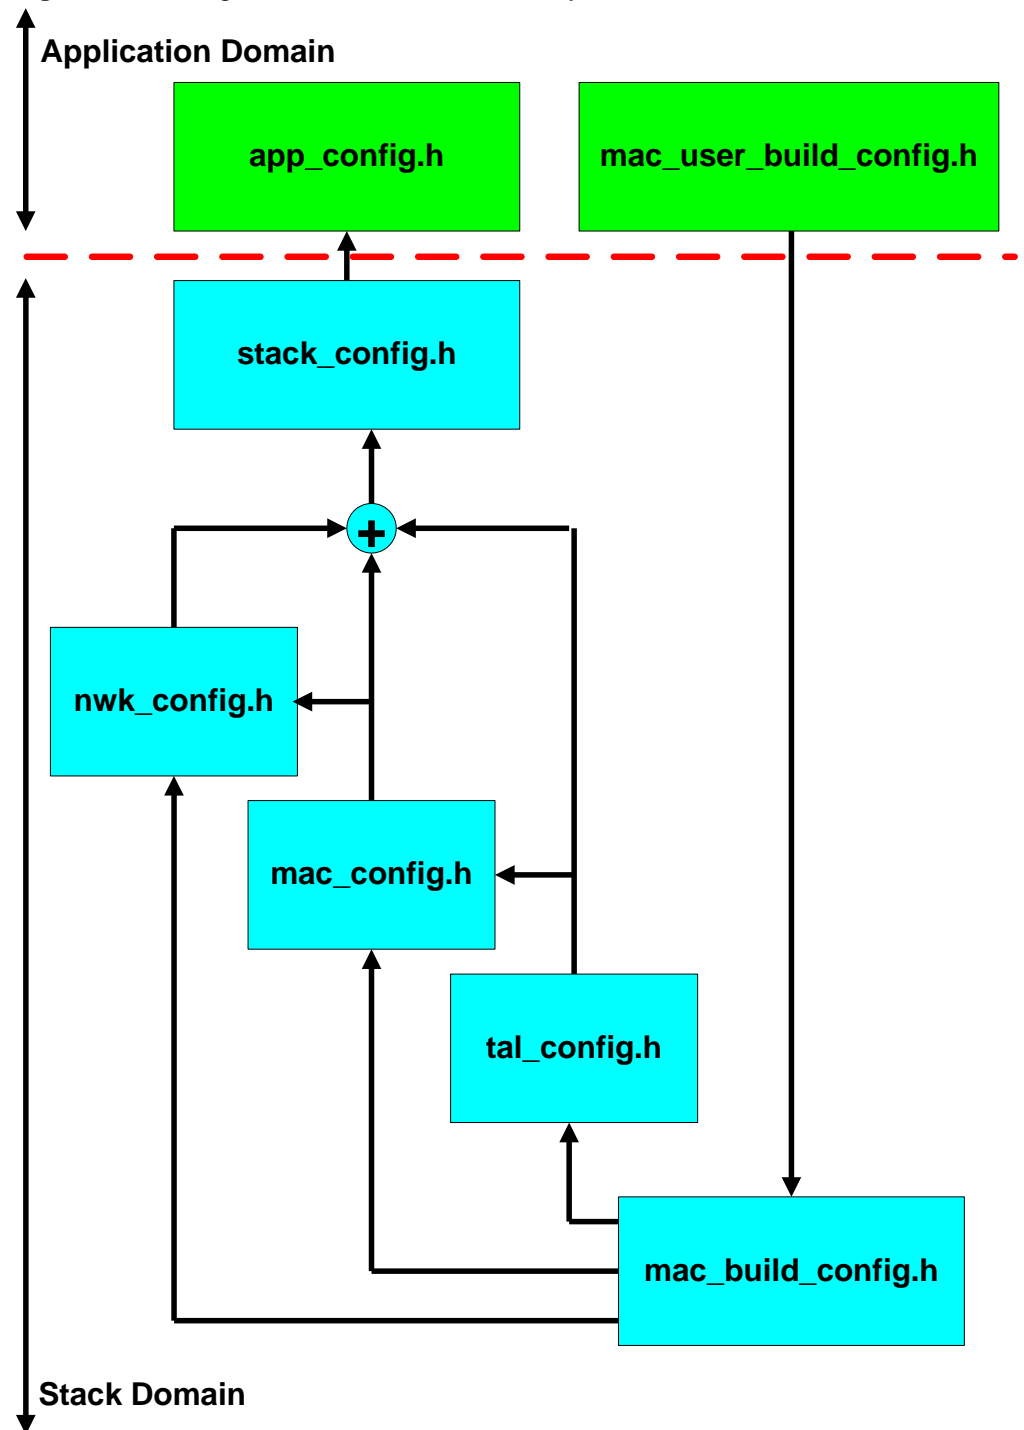 Application Domain
app_config.h
mac_user_build_config.h
stack_config.h
+
nwk_config.h
mac_config.h
tal_config.h
mac_build_config.h
Stack Domain